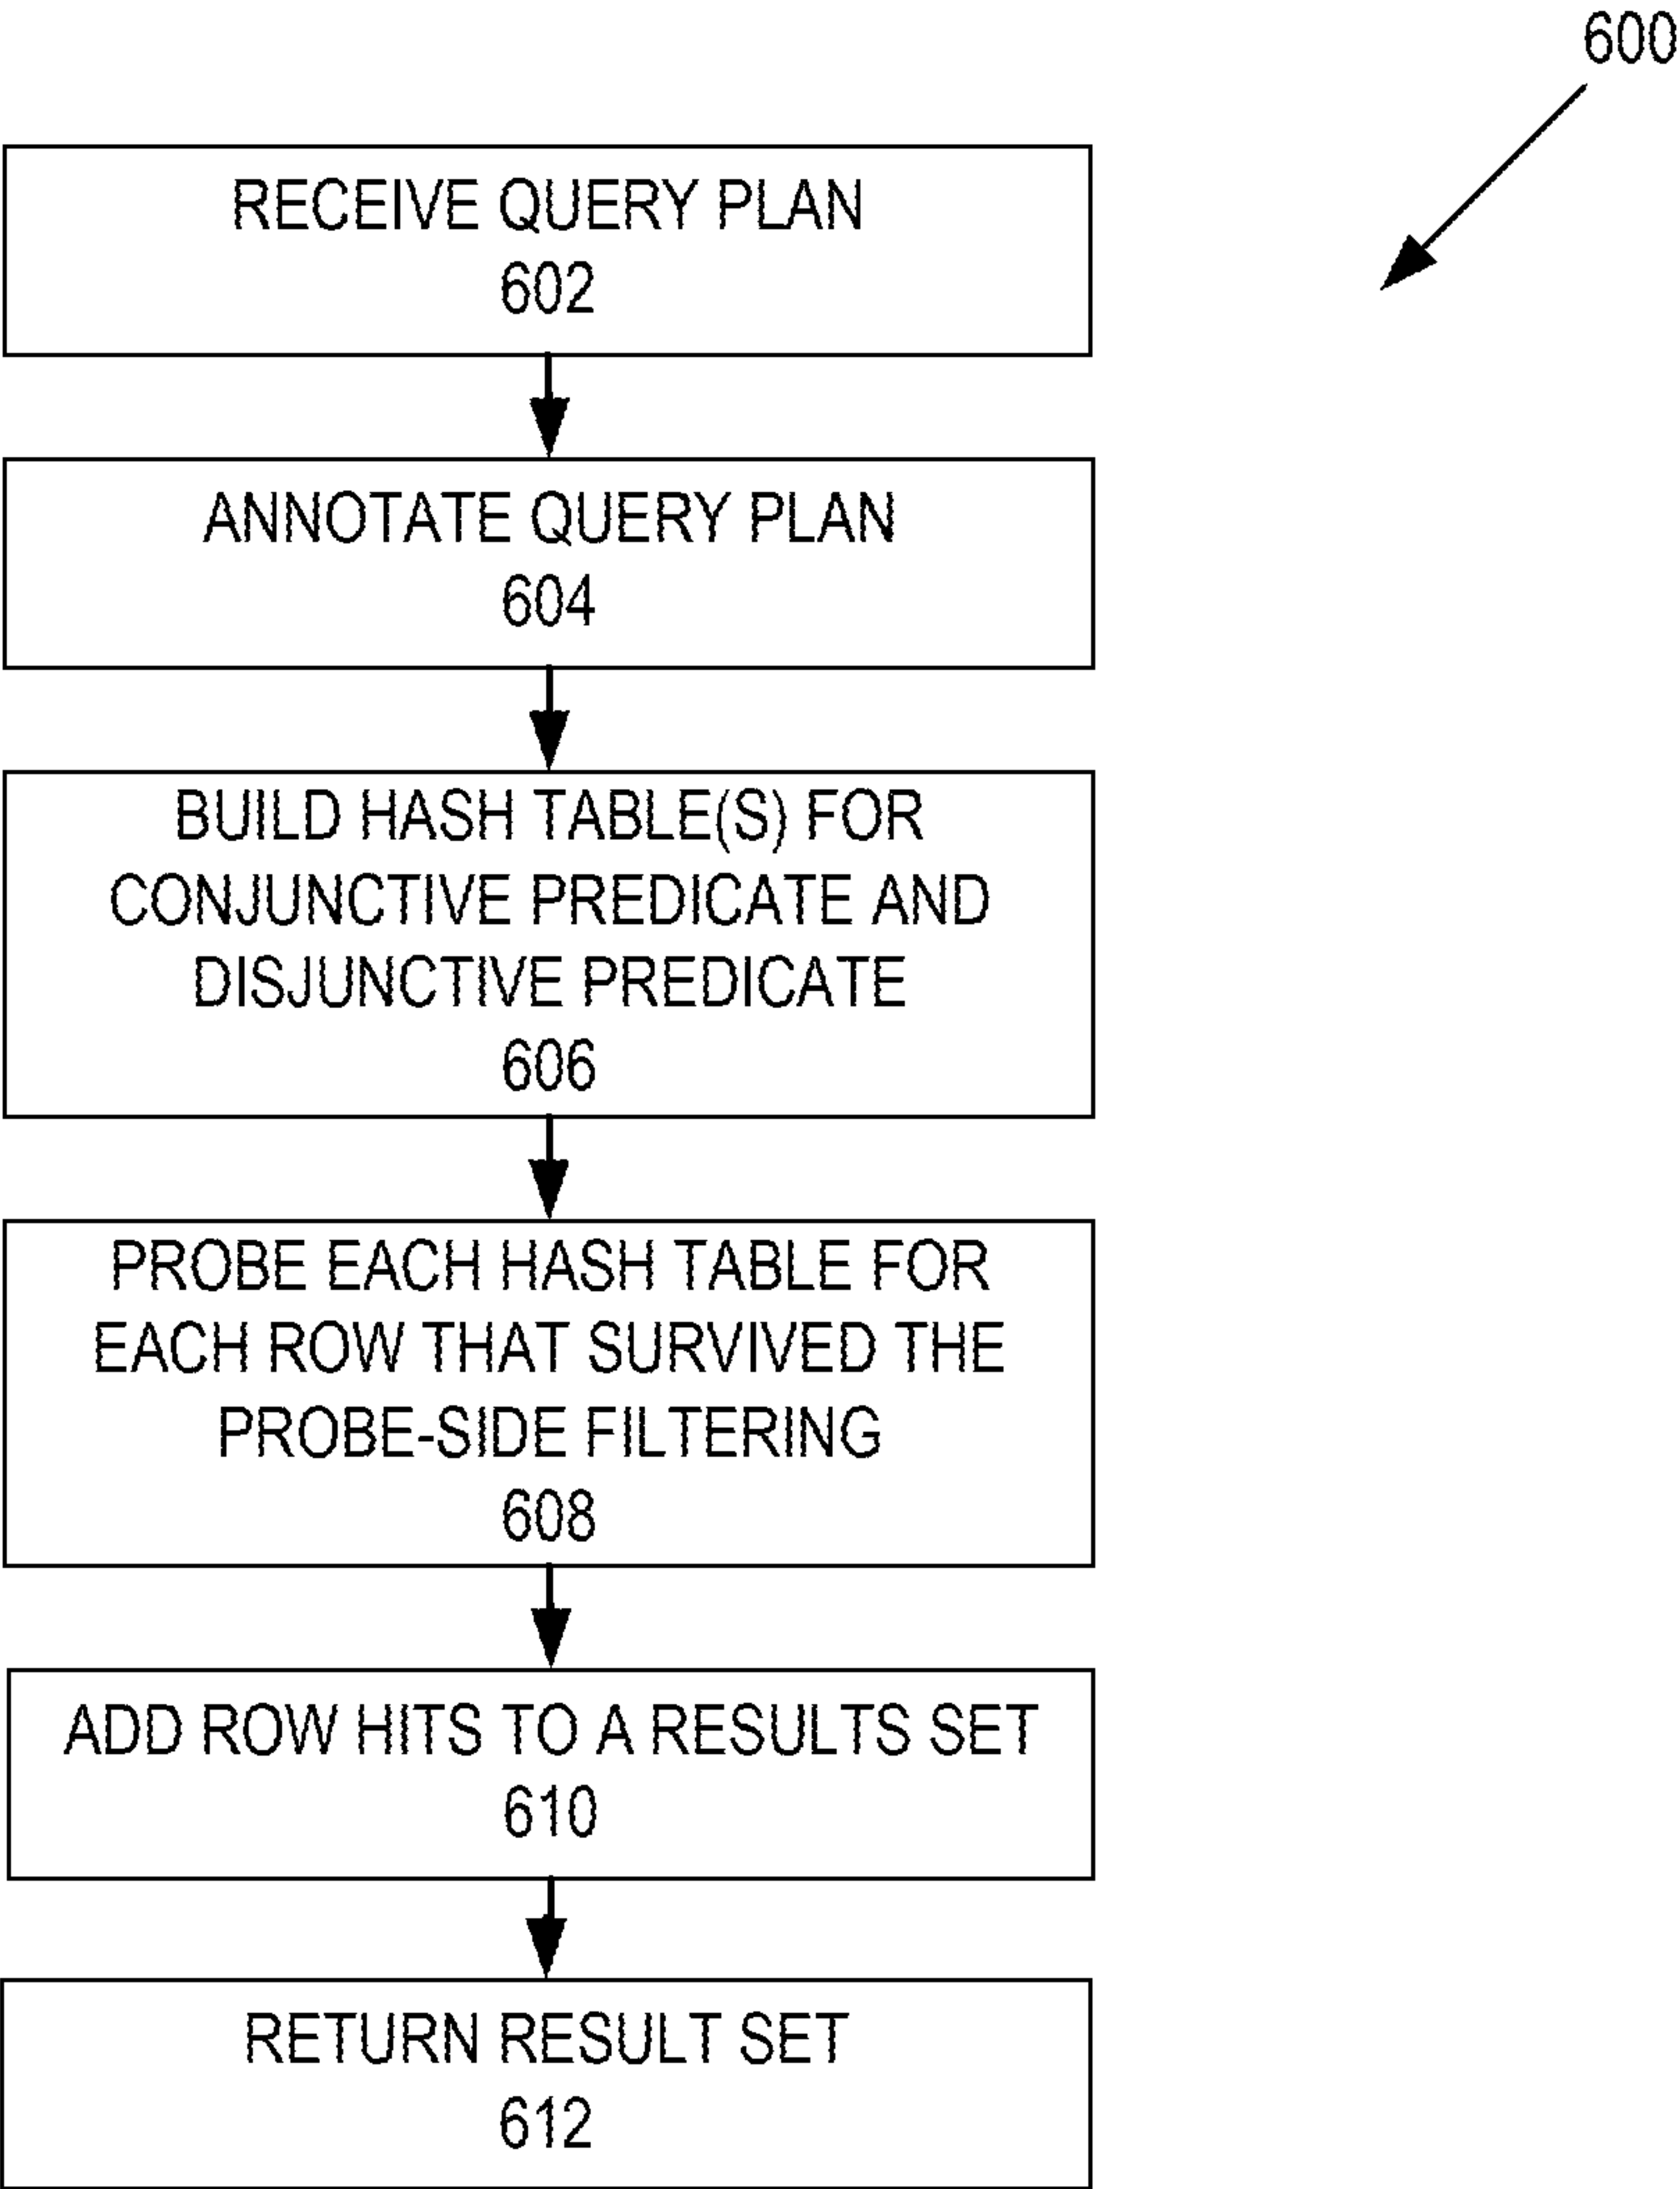 600
RECEIVE QUERY PLAN
602
ANNOTATE QUERY PLAN
604
BUILD HASH TABLE(S) FOR
CONJUNCTIVE PREDICATE AND
DISJUNCTIVE PREDICATE
606
PROBE EACH HASH TABLE FOR
EACH ROW THAT SURVIVED THE
PROBE-SIDE FILTERING
608
ADD ROW HITS TO A RESULTS SET
610
RETURN RESULT SET
612